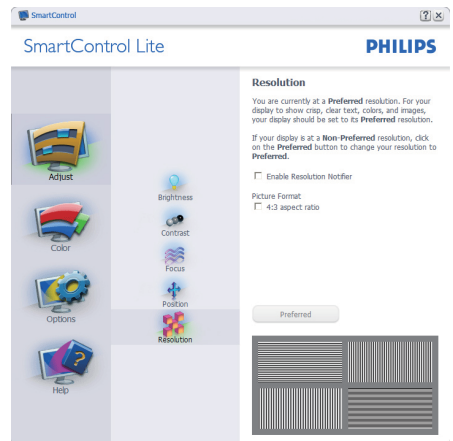 SmartControl
SmartControl Lite
PHILIPS
Adjust
Color
Options
Help
Brightness
Contrast
Focus
Position
Resolution
Resolution
You are currently at a Preferred resolution. For your
display to show crisp, clear text, colors, and images,
your display should be set to its Preferred resolution.
If your display is at a Non-Preferred resolution, click
on the Preferred button to change your resolution to
Preferred.
Enable Resolution Notifier
Picture Format
4:3 aspect ratio
Preferred